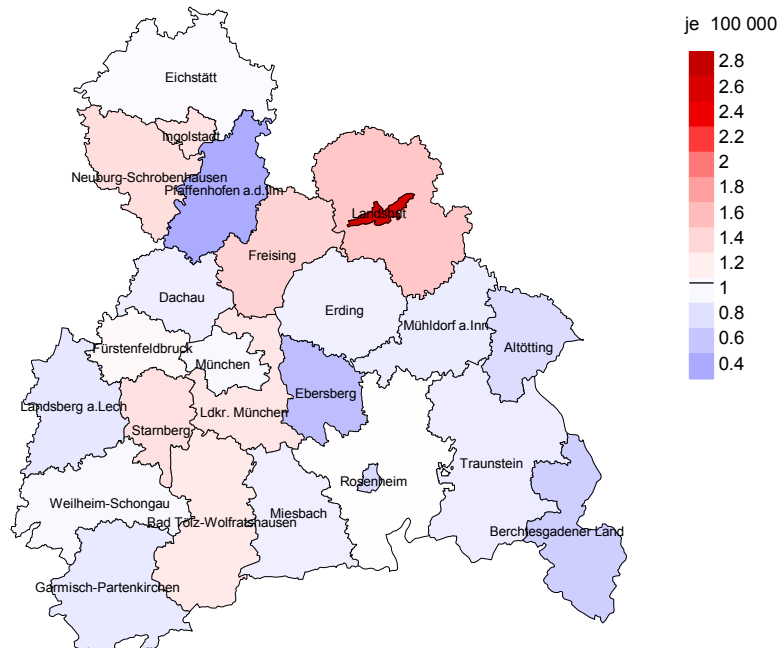 je 100 000
2.8
2.6
2.4
2.2
2
1.8
1.6
1.4
1.2
1
0.8
0.6
0.4
Eichstätt
Ingolstadt
Neuburg-Schrobenhausen
Pfaffenhofen a.d.Ilm
Landshut
Freising
Dachau
Erding
Mühldorf a.Inn
Altötting
Fürstenfeldbruck
München
Ebersberg
Landsberg a.Lech
Ldkr. München
Starnberg
Traunstein
Rosenheim
Weilheim-Schongau
Miesbach
Bad Tölz-Wolfratshausen
Berchtesgadener Land
Garmisch-Partenkirchen